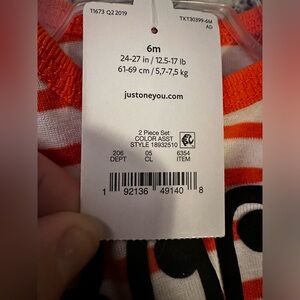 11673 Q2 2019
TKT30399-6M
AD
6m
24-27 in / 12.5-17 lb
61-69 cm / 5,7-7,5 kg
justoneyou.com
2 Piece Set
COLOR ASST
STYLE 18932510
206 05 6354
DEPT CL ITEM
1 92136 49140 8